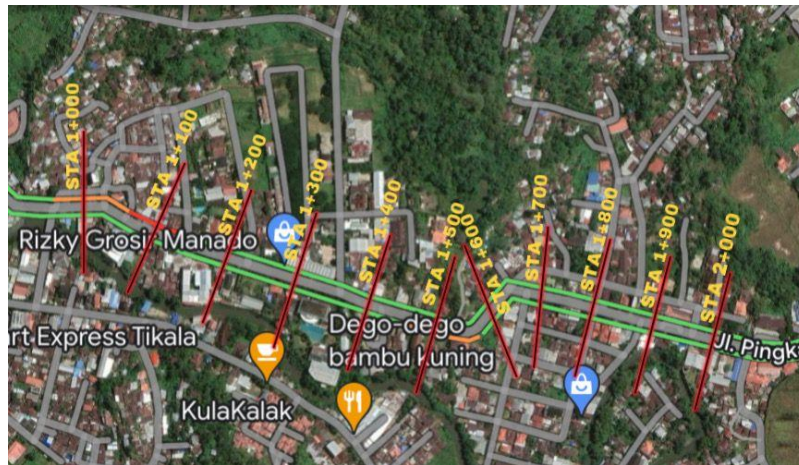 STA 1+000
STA 1+100
STA 1+200
STA 1+300
STA 1+400
STA 1+500
STA 1+600
STA 1+700
STA 1+800
STA 1+900
STA 2+000
Rizky Grosir Manado
rt Express Tikala
Dego-dego
bambu kuning
Jl. Pingk
KulaKalak